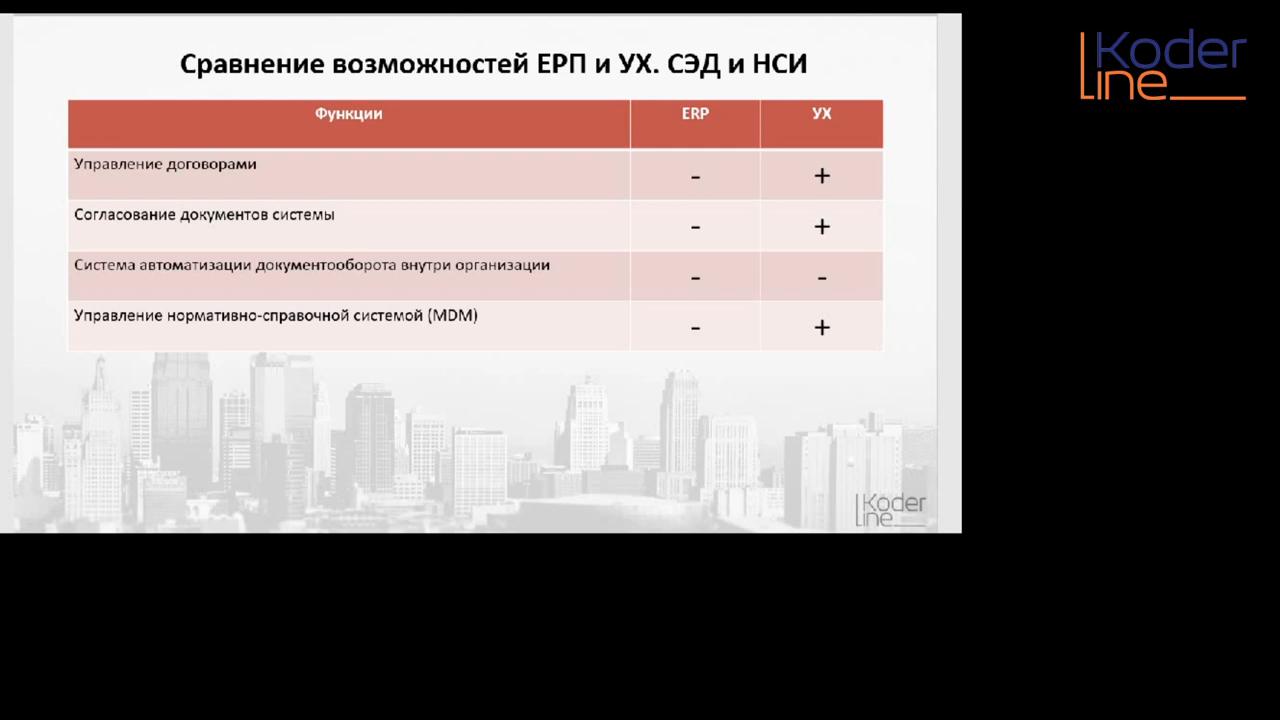 Koder
line
Сравнение возможностей ЕРП и УХ. СЭД и НСИ
Функции ERP УХ
Управление договорами - +
Согласование документов системы - +
Система автоматизации документооборота внутри организации - -
Управление нормативно-справочной системой (MDM) - +
Koder
line